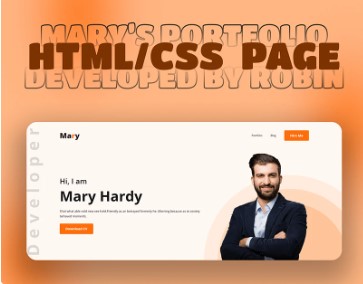 MARY'S PORTFOLIO
HTML/CSS PAGE
DEVELOPED BY ROBIN
Developer
Mary
Portfolio Blog Hire Me
Hi, I am
Mary Hardy
Download CV